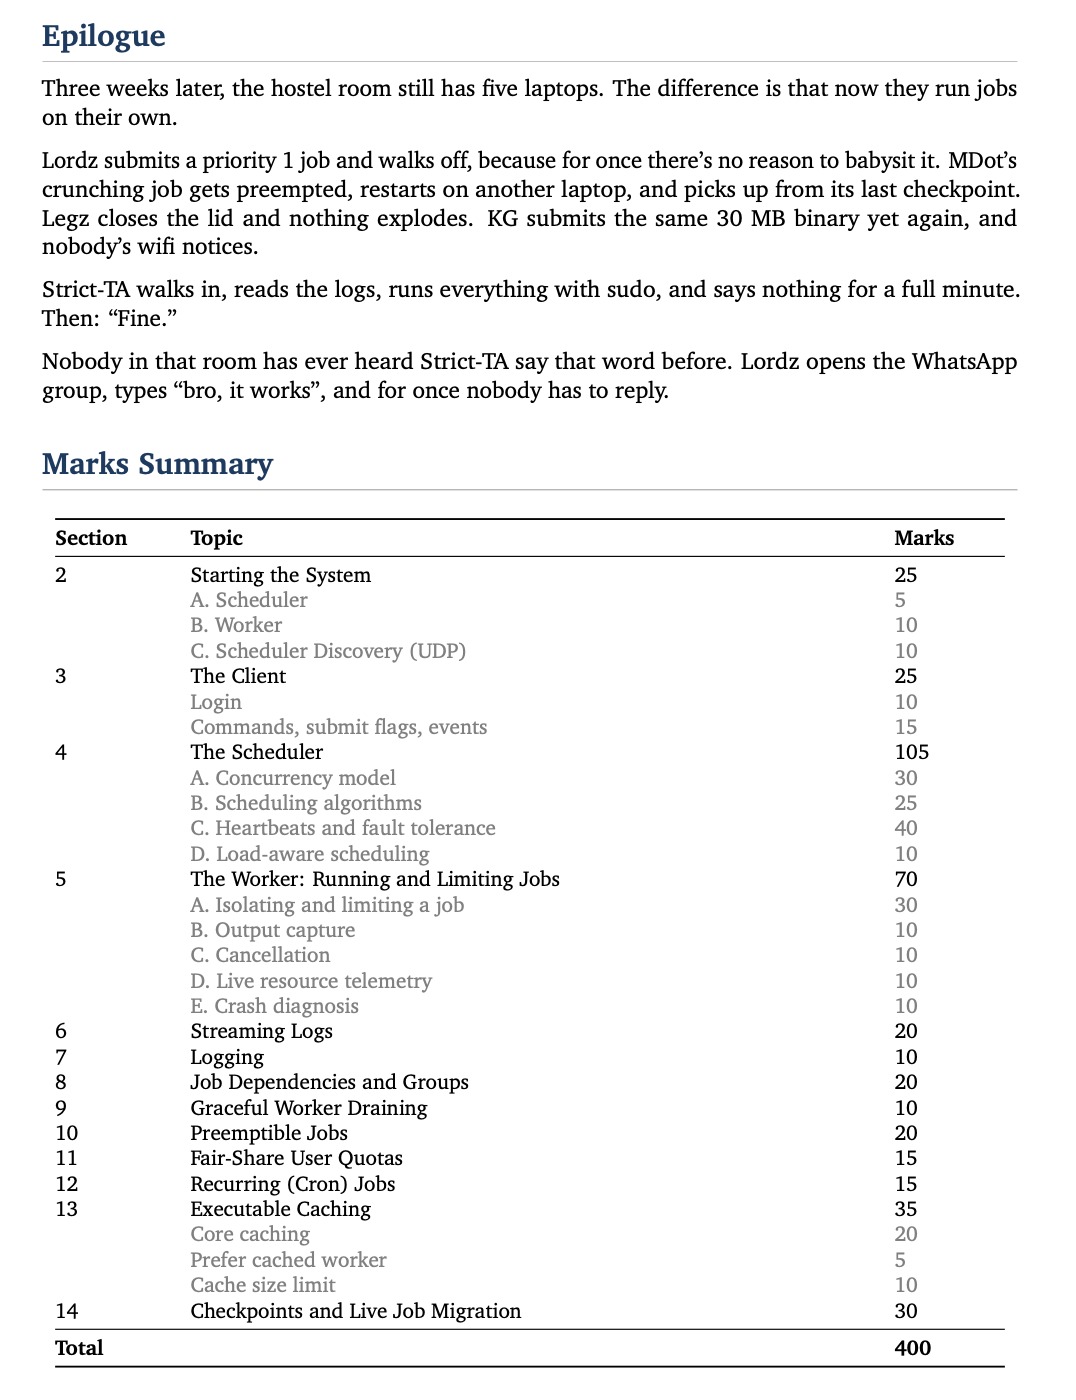 Epilogue
Three weeks later, the hostel room still has five laptops. The difference is that now they run jobs
on their own.
Lordz submits a priority 1 job and walks off, because for once there's no reason to babysit it. MDot's
crunching job gets preempted, restarts on another laptop, and picks up from its last checkpoint.
Legz closes the lid and nothing explodes. KG submits the same 30 MB binary yet again, and
nobody's wifi notices.
Strict-TA walks in, reads the logs, runs everything with sudo, and says nothing for a full minute.
Then: “Fine.”
Nobody in that room has ever heard Strict-TA say that word before. Lordz opens the WhatsApp
group, types “bro, it works”, and for once nobody has to reply.
Marks Summary
Section Topic Marks
2 Starting the System 25
A. Scheduler 5
B. Worker 10
C. Scheduler Discovery (UDP) 10
3 The Client 25
Login 10
Commands, submit flags, events 15
4 The Scheduler 105
A. Concurrency model 30
B. Scheduling algorithms 25
C. Heartbeats and fault tolerance 40
D. Load-aware scheduling 10
5 The Worker: Running and Limiting Jobs 70
A. Isolating and limiting a job 30
B. Output capture 10
C. Cancellation 10
D. Live resource telemetry 10
E. Crash diagnosis 10
6 Streaming Logs 20
7 Logging 10
8 Job Dependencies and Groups 20
9 Graceful Worker Draining 10
10 Preemptible Jobs 20
11 Fair-Share User Quotas 15
12 Recurring (Cron) Jobs 15
13 Executable Caching 35
Core caching 20
Prefer cached worker 5
Cache size limit 10
14 Checkpoints and Live Job Migration 30
Total 400